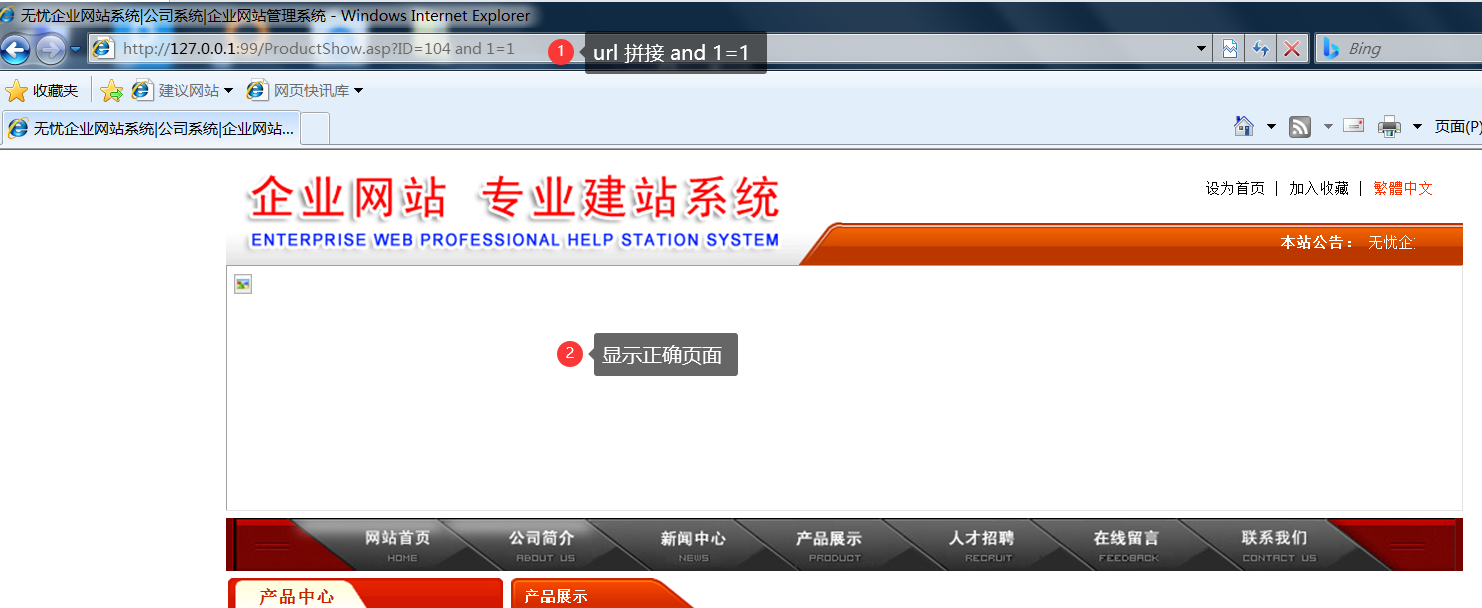 无忧企业网站系统|公司系统|企业网站管理系统 - Windows Internet Explorer
http://127.0.0.1:99/ProductShow.asp?ID=104 and 1=1
1 url 拼接 and 1=1
Bing
收藏夹 建议网站 网页快讯库
无忧企业网站系统|公司系统|企业网站...
页面(P)
企业网站 专业建站系统
ENTERPRISE WEB PROFESSIONAL HELP STATION SYSTEM
设为首页 | 加入收藏 | 繁體中文
本站公告： 无忧企
2 显示正确页面
网站首页 公司简介 新闻中心 产品展示 人才招聘 在线留言 联系我们
HOME ABOUT US NEWS PRODUCT RECRUIT FEEDBACK CONTACT US
产品中心 产品展示